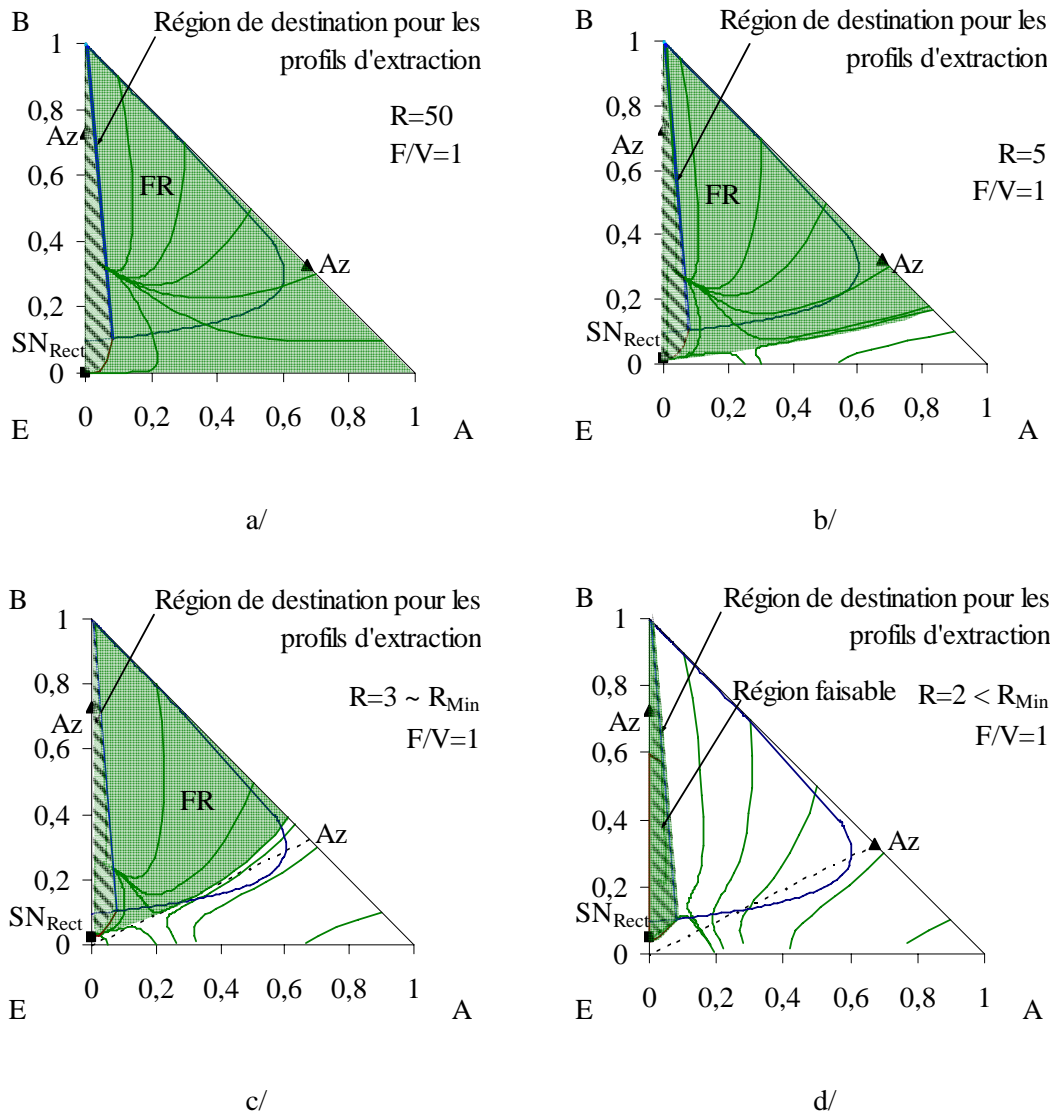 B
Région de destination pour les
profils d'extraction
1
0,8
Az
0,6
0,4
0,2
SN_Rect
0
R=50
F/V=1
FR
Az
0 0,2 0,4 0,6 0,8 1
E A
a/
B
Région de destination pour les
profils d'extraction
1
0,8
Az
0,6
0,4
0,2
SN_Rect
0
R=5
F/V=1
FR
Az
0 0,2 0,4 0,6 0,8 1
E A
b/
B
Région de destination pour les
profils d'extraction
1
0,8
Az
0,6
0,4
0,2
SN_Rect
0
R=3 ~ R_Min
F/V=1
FR
Az
0 0,2 0,4 0,6 0,8 1
E A
c/
B
Région de destination pour les
profils d'extraction
Région faisable
1
0,8
Az
0,6
0,4
0,2
SN_Rect
0
R=2 < R_Min
F/V=1
Az
0 0,2 0,4 0,6 0,8 1
E A
d/